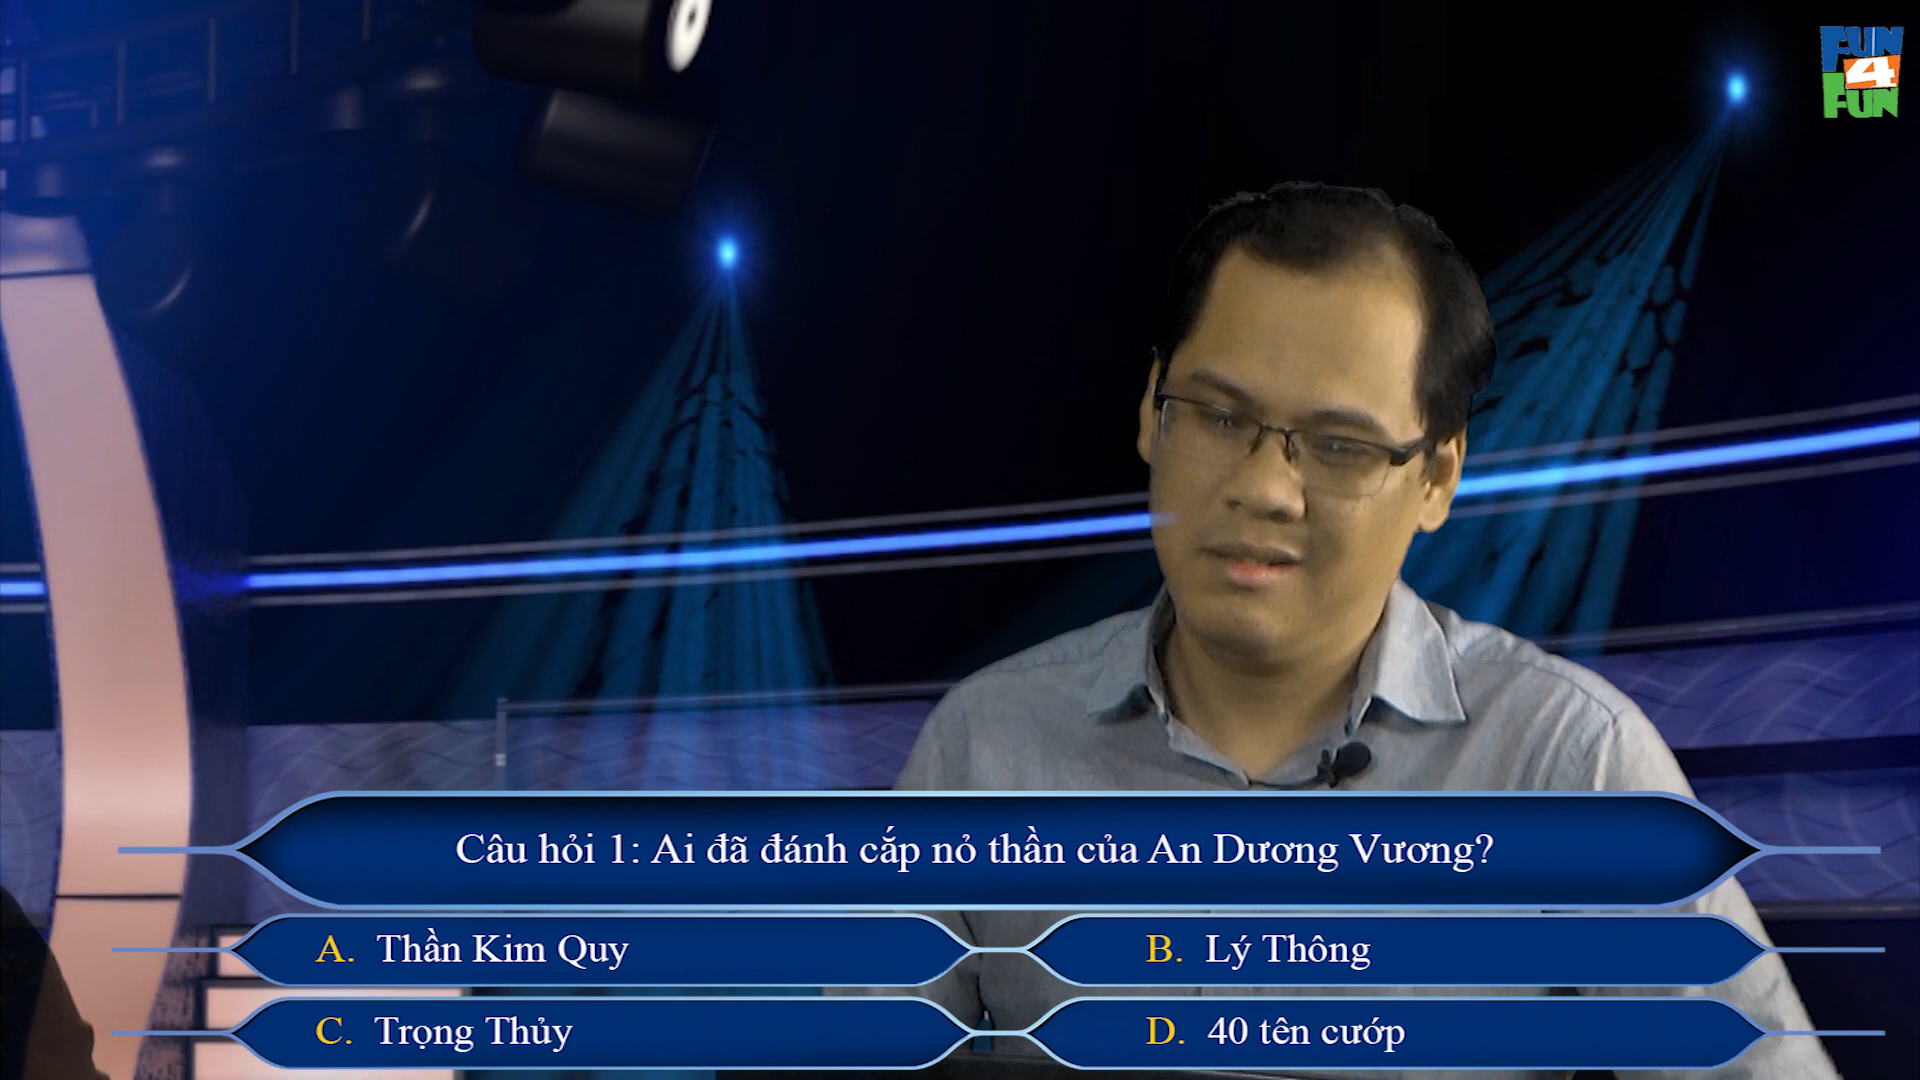 FUN
4
FUN
Câu hỏi 1: Ai đã đánh cắp nỏ thần của An Dương Vương?
A. Thần Kim Quy
B. Lý Thông
C. Trọng Thủy
D. 40 tên cướp